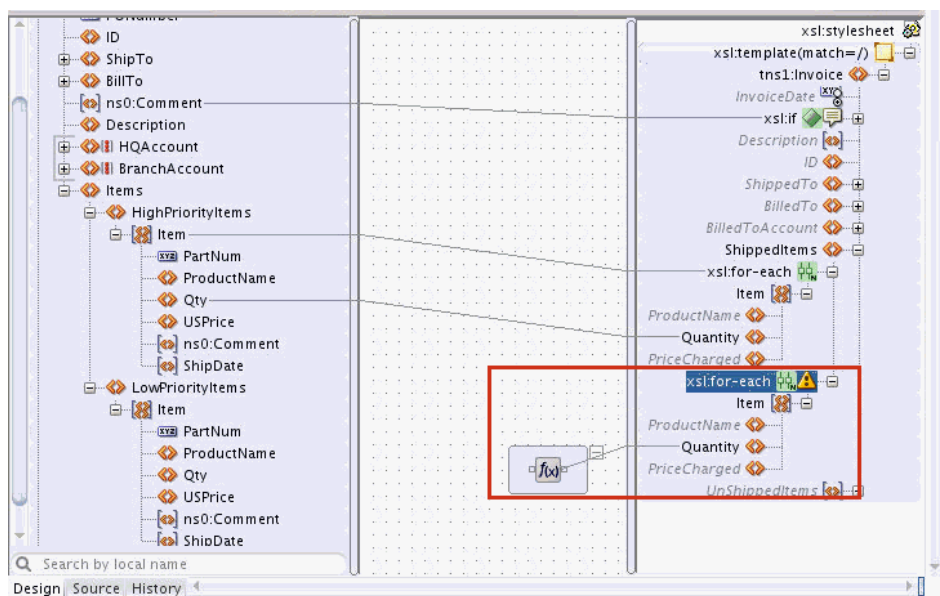 ID
ShipTo
BillTo
ns0:Comment
Description
HQAccount
BranchAccount
Items
HighPriorityItems
Item
PartNum
ProductName
Qty
USPrice
ns0:Comment
ShipDate
LowPriorityItems
Item
PartNum
ProductName
Qty
USPrice
ns0:Comment
ShipDate
Search by local name
Design Source History
f(x)
xsl:stylesheet
xsl:template(match=/)
tns1:Invoice
InvoiceDate
xsl:if
Description
ID
ShippedTo
BilledTo
BilledToAccount
ShippedItems
xsl:for-each
Item
ProductName
Quantity
PriceCharged
xsl:for-each
Item
ProductName
Quantity
PriceCharged
UnShippedItems